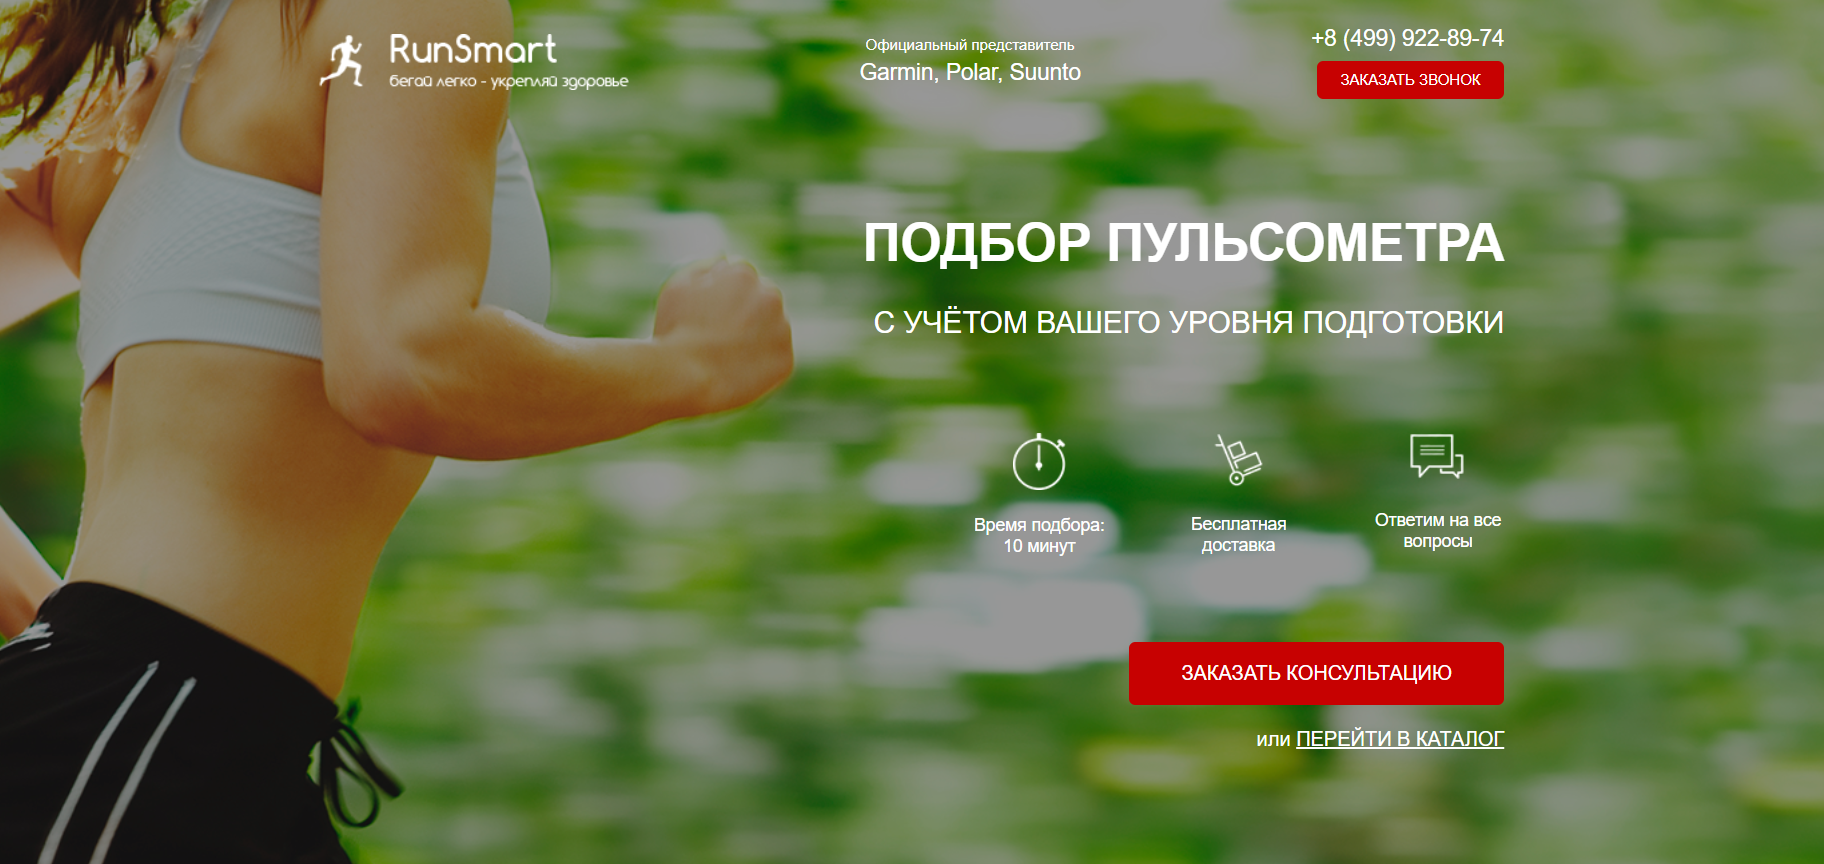 RunSmart
бегай легко - укрепляй здоровье
Официальный представитель
Garmin, Polar, Suunto
+8 (499) 922-89-74
ЗАКАЗАТЬ ЗВОНОК
ПОДБОР ПУЛЬСОМЕТРА
С УЧЁТОМ ВАШЕГО УРОВНЯ ПОДГОТОВКИ
Время подбора:
10 минут
Бесплатная
доставка
Ответим на все
вопросы
ЗАКАЗАТЬ КОНСУЛЬТАЦИЮ
или ПЕРЕЙТИ В КАТАЛОГ